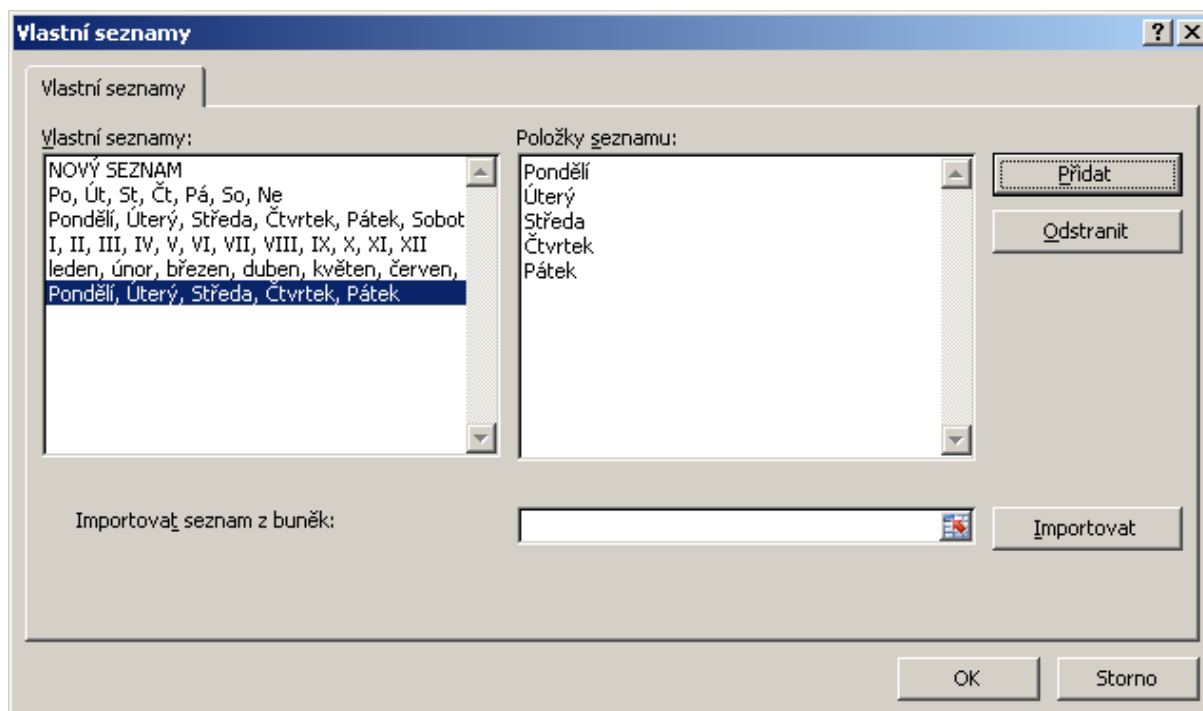 Vlastní seznamy
Vlastní seznamy
Vlastní seznamy:
NOVÝ SEZNAM
Po, Út, St, Čt, Pá, So, Ne
Pondělí, Úterý, Středa, Čtvrtek, Pátek, Sobot
I, II, III, IV, V, VI, VII, VIII, IX, X, XI, XII
leden, únor, březen, duben, květen, červen,
Pondělí, Úterý, Středa, Čtvrtek, Pátek
Položky seznamu:
Pondělí
Úterý
Středa
Čtvrtek
Pátek
Přidat
Odstranit
Importovat seznam z buněk:
Importovat
OK
Storno